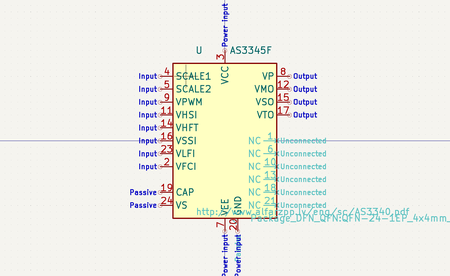 Power input
U AS3345F
3
VCC
Input 4 SCALE1 VP 8 Output
Input 5 SCALE2 VMO 12 Output
Input 9 VPWM VSO 15 Output
Input 11 VHSI VTO 17 Output
Input 14 VHFT
Input 16 VSSI NC 1 Unconnected
Input 23 VLFI NC 6 Unconnected
Input 2 VFCI NC 10 Unconnected
NC 13 Unconnected
Passive 19 CAP NC 18 Unconnected
Passive 24 VS NC 21 Unconnected
VEE GND
http://www.alfarzpp.lv/eng/sc/AS3340.pdf
Package_DFN_QFN:QFN-24-1EP_4x4mm_
7 20
Power input Power input